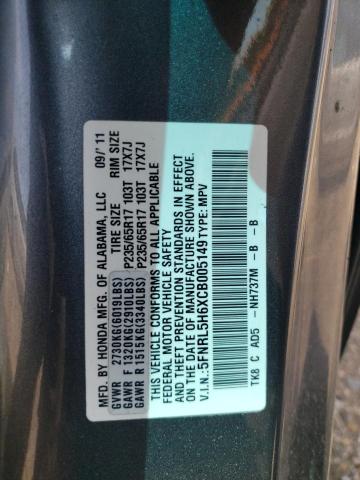 MFD. BY HONDA MFG. OF ALABAMA, LLC 09/'11
TIRE SIZE RIM SIZE
GVWR 2730KG(6019LBS)
GAWR F 1324KG(2919LBS) P235/65R17 103T 17X7J
GAWR R 1515KG(3340LBS) P235/65R17 103T 17X7J
THIS VEHICLE CONFORMS TO ALL APPLICABLE
FEDERAL MOTOR VEHICLE SAFETY, BUMPER,
AND THEFT PREVENTION STANDARDS IN EFFECT
ON THE DATE OF MANUFACTURE SHOWN ABOVE.
V.I.N.: 5FNRL5H6XCB005149 TYPE: MPV
TK8 C AD5 -NH737M -B -B